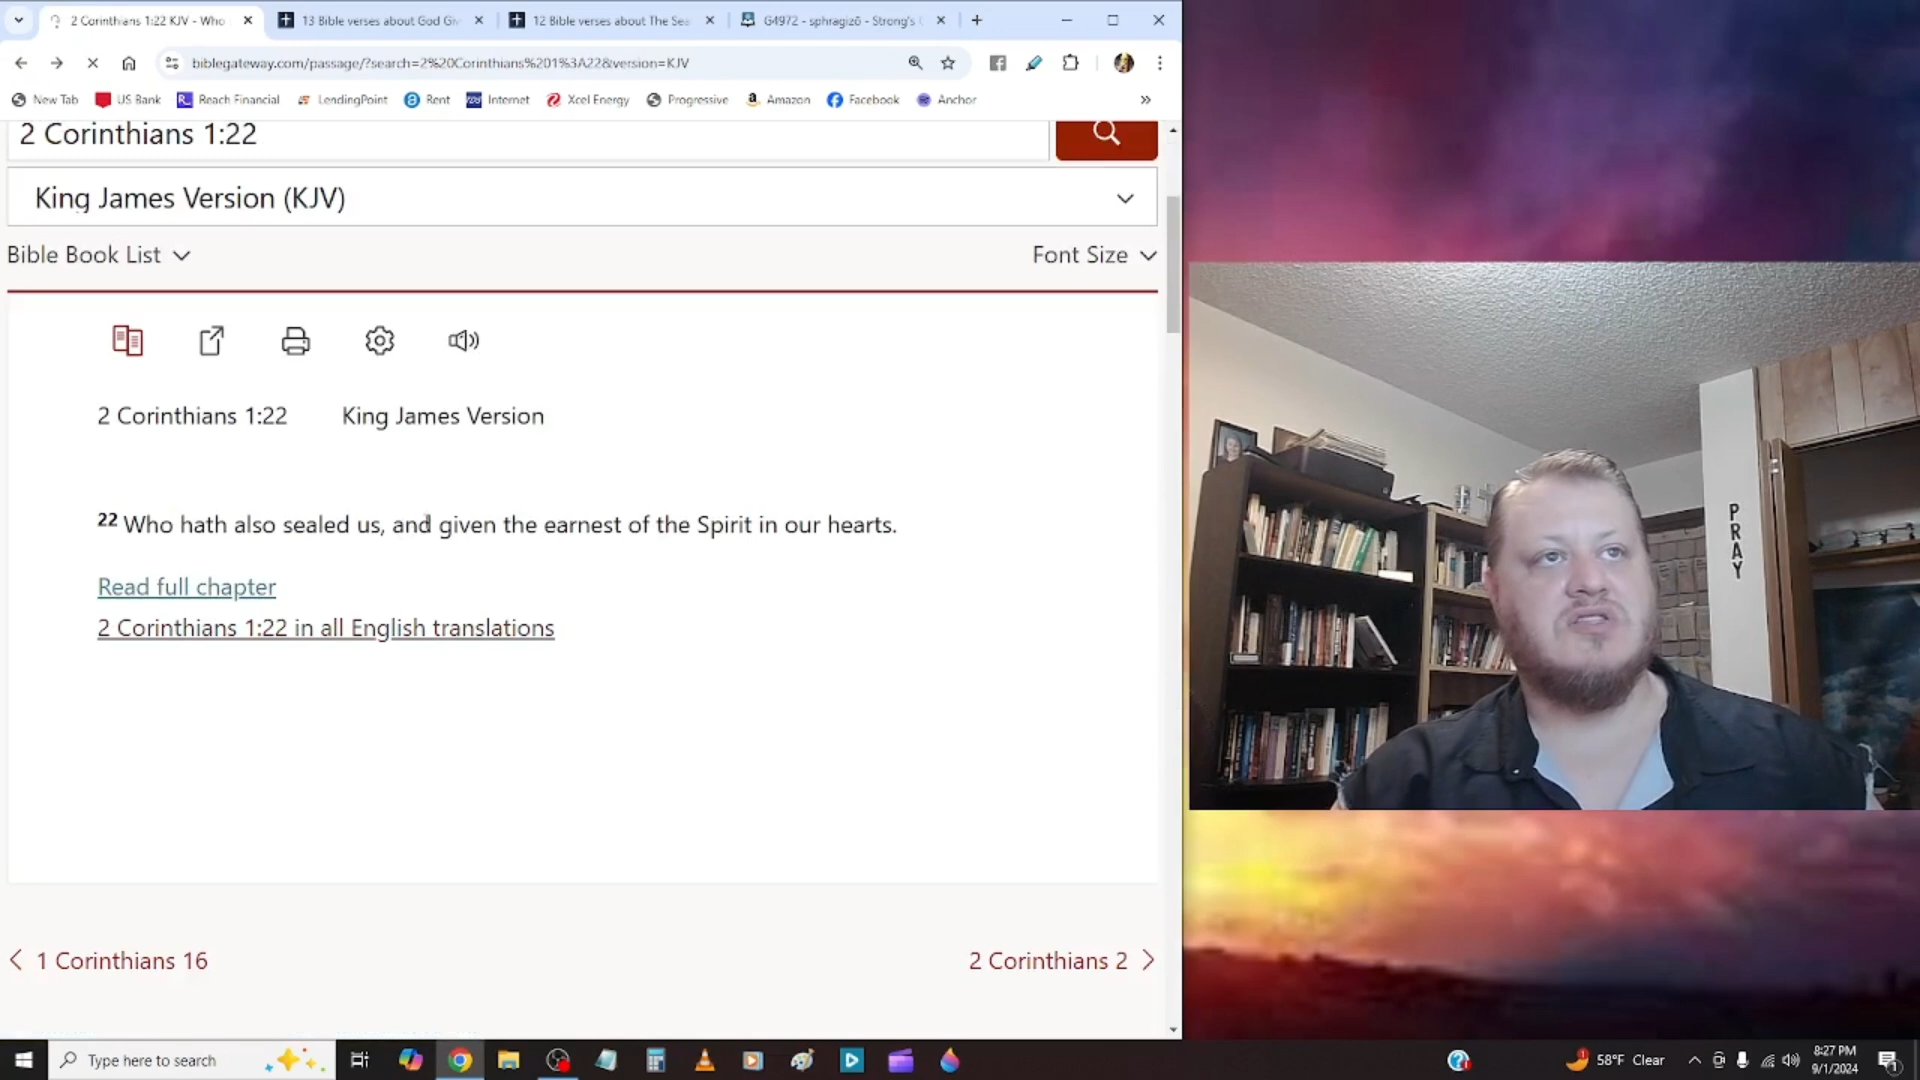 2 Corinthians 1:22 KJV - Who
13 Bible verses about God Giv
12 Bible verses about The Sea
G4972 - sphragizō - Strong's
biblegateway.com/passage/?search=2%20Corinthians%201%3A22&version=KJV
New Tab US Bank Reach Financial LendingPoint Rent Internet Xcel Energy Progressive Amazon Facebook Anchor »
2 Corinthians 1:22
King James Version (KJV)
Bible Book List
Font Size
2 Corinthians 1:22 King James Version
22 Who hath also sealed us, and given the earnest of the Spirit in our hearts.
Read full chapter
2 Corinthians 1:22 in all English translations
1 Corinthians 16
2 Corinthians 2
PRAY
Type here to search
58°F Clear
8:27 PM
9/1/2024